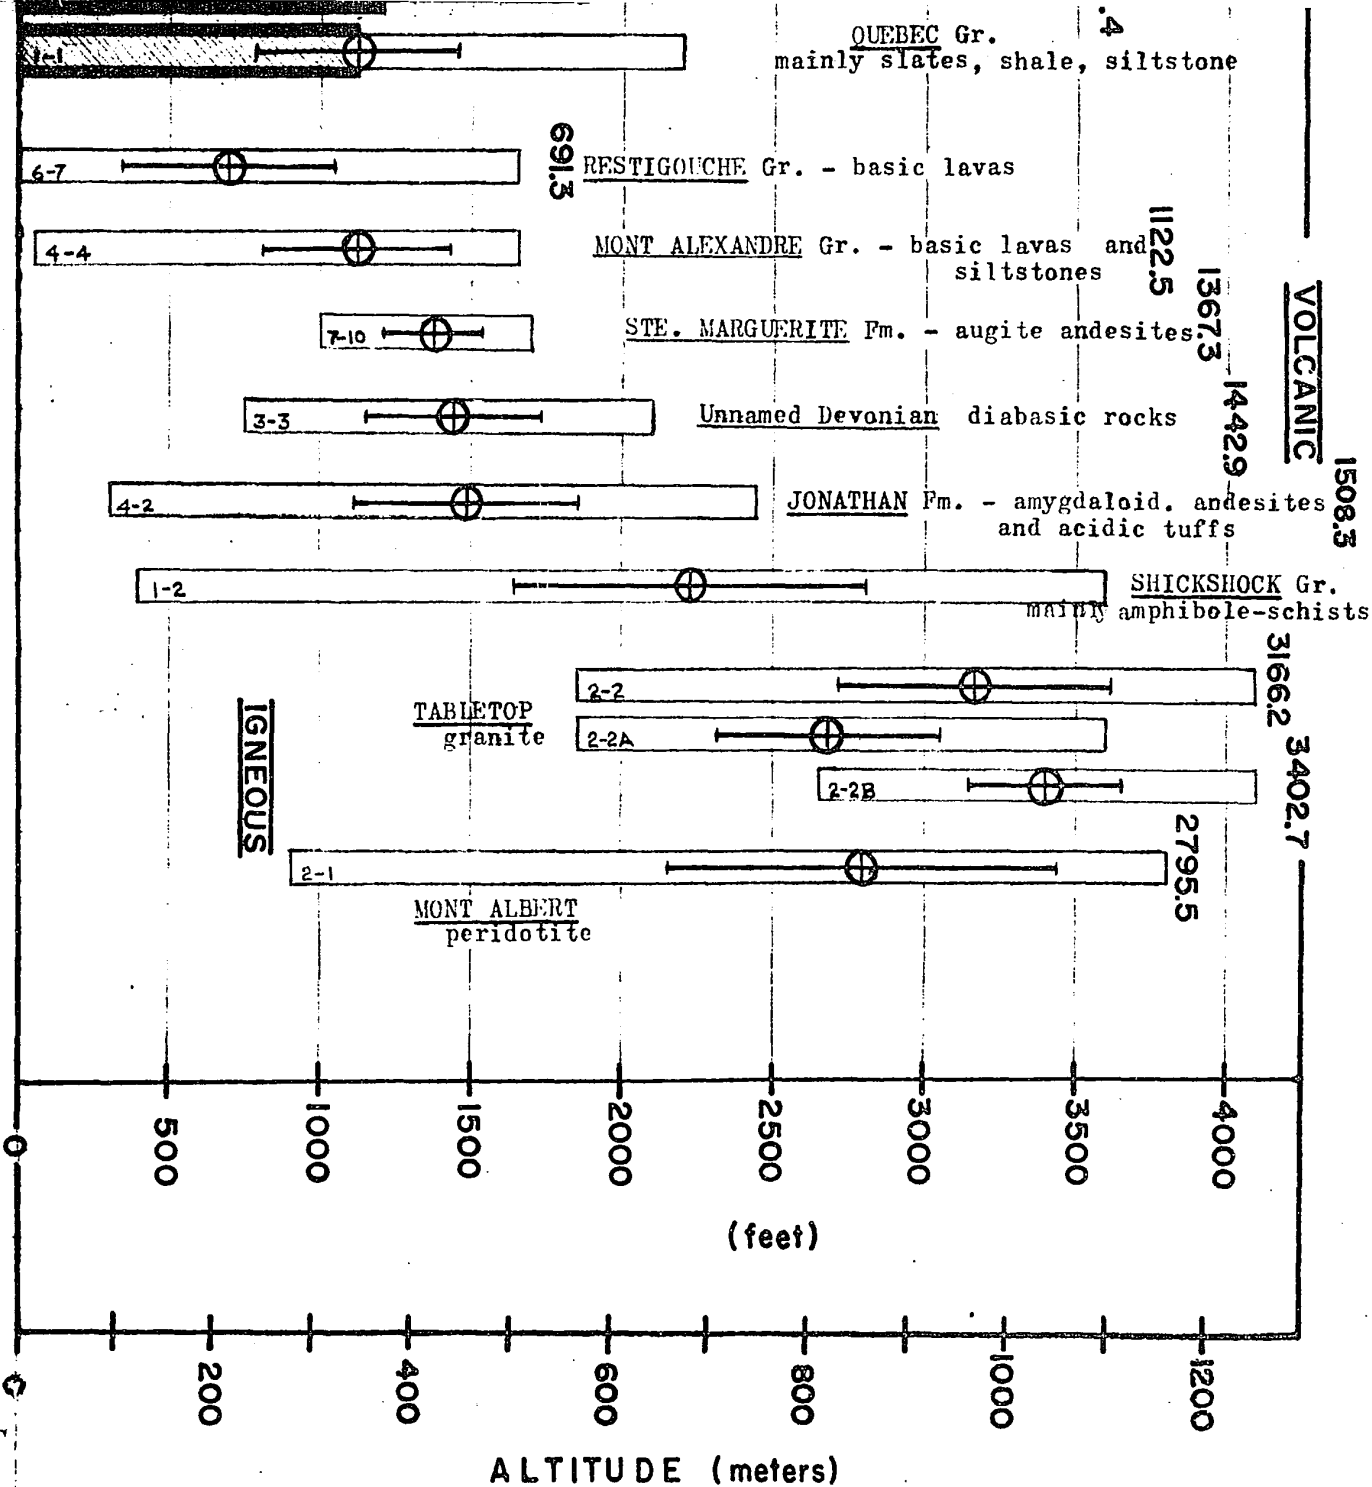 .4
1-1
QUEBEC Gr.
mainly slates, shale, siltstone
6-7
691.3
RESTIGOUCHE Gr. - basic lavas
4-4
MONT ALEXANDRE Gr. - basic lavas and
siltstones
1122.5
7-10
STE. MARGUERITE Fm. - augite andesites
1367.3
VOLCANIC
3-3
Unnamed Devonian diabasic rocks
1442.9
4-2
JONATHAN Fm. - amygdaloid. andesites
and acidic tuffs
1508.3
1-2
SHICKSHOCK Gr.
mainly amphibole-schists
2-2
3166.2
TABLETOP
granite
2-2A
IGNEOUS
2-2B
3402.7
2-1
2795.5
MONT ALBERT
peridotite
0 500 1000 1500 2000 2500 3000 3500 4000
(feet)
0 200 400 600 800 1000 1200
ALTITUDE (meters)